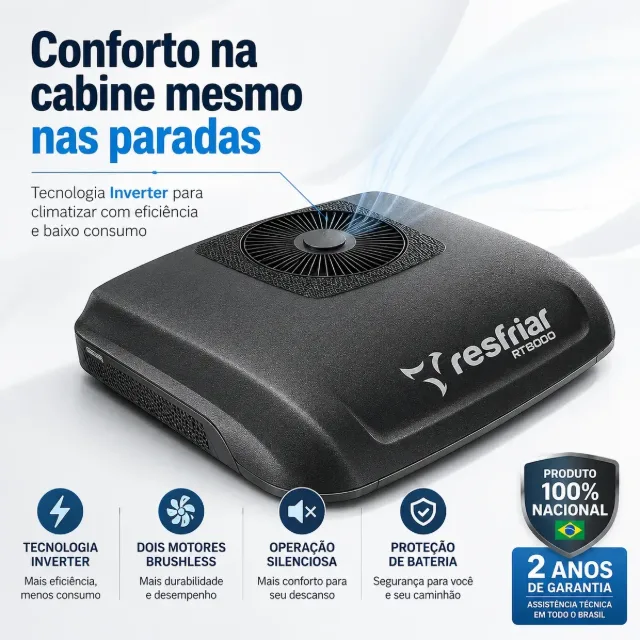 Conforto na
cabine mesmo
nas paradas
Tecnologia Inverter para
climatizar com eficiência
e baixo consumo
resfriar
RT8000
TECNOLOGIA
INVERTER
Mais eficiência,
menos consumo
DOIS MOTORES
BRUSHLESS
Mais durabilidade
e desempenho
OPERAÇÃO
SILENCIOSA
Mais conforto para
seu descanso
PROTEÇÃO
DE BATERIA
Segurança para você
e seu caminhão
PRODUTO
100%
NACIONAL
2 ANOS
DE GARANTIA
ASSISTÊNCIA TÉCNICA
EM TODO O BRASIL